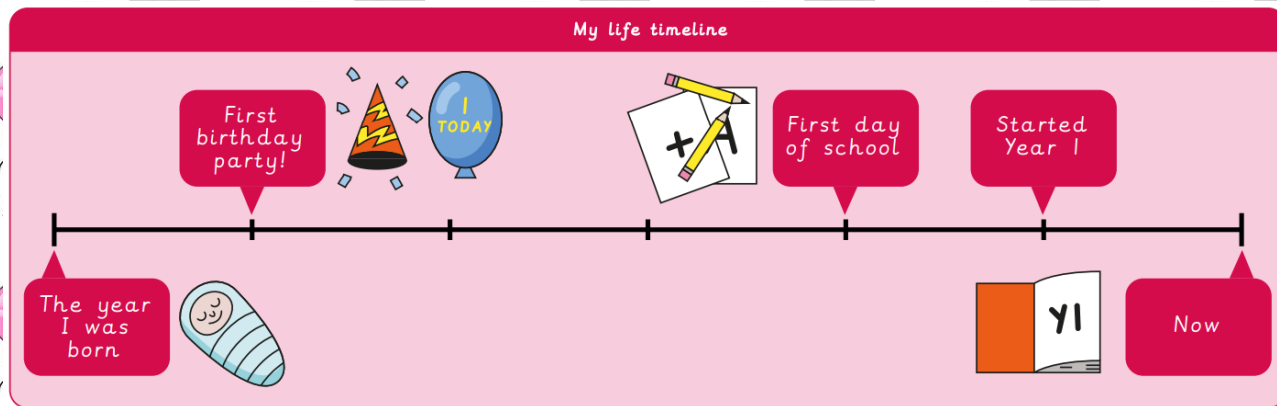 My life timeline
First
birthday
party!
1
TODAY
+
A
First day
of school
Started
Year 1
The year
I was
born
Y1
Now